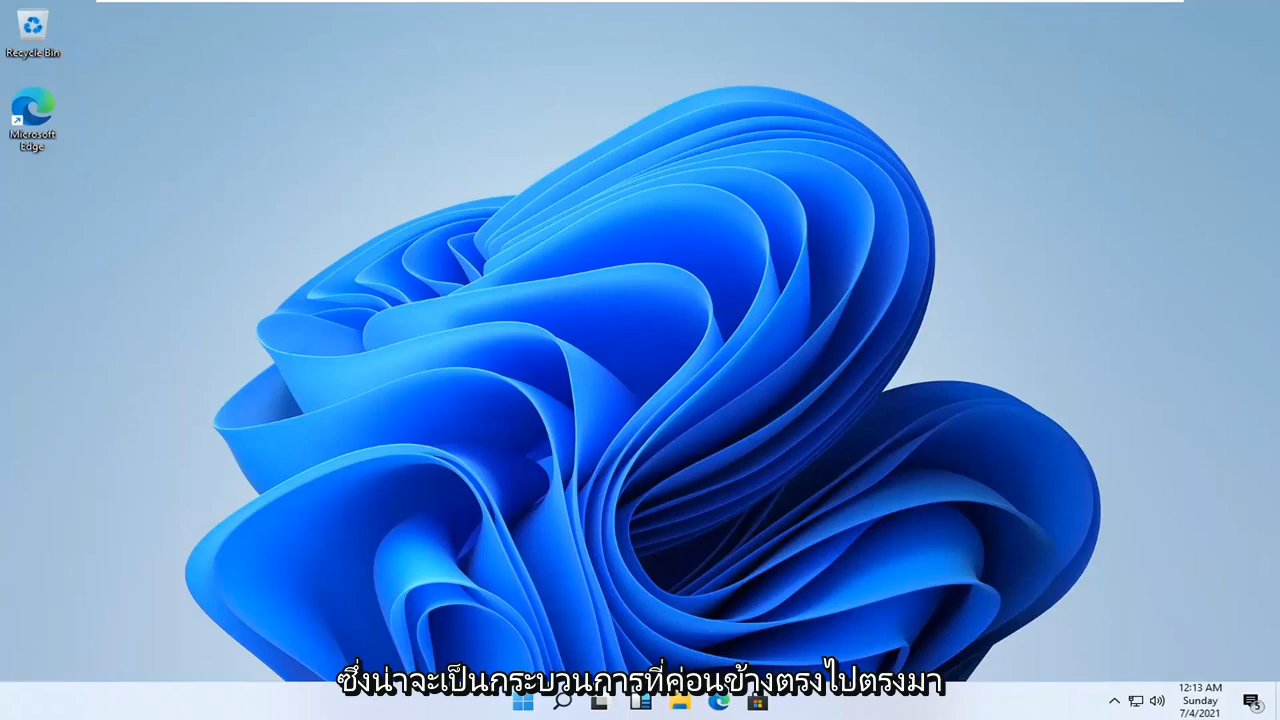 Recycle Bin
Microsoft
Edge
ซึ่งน่าจะเป็นกระบวนการที่ค่อนข้างตรงไปตรงมา
12:13 AM
Sunday
7/4/2021
5